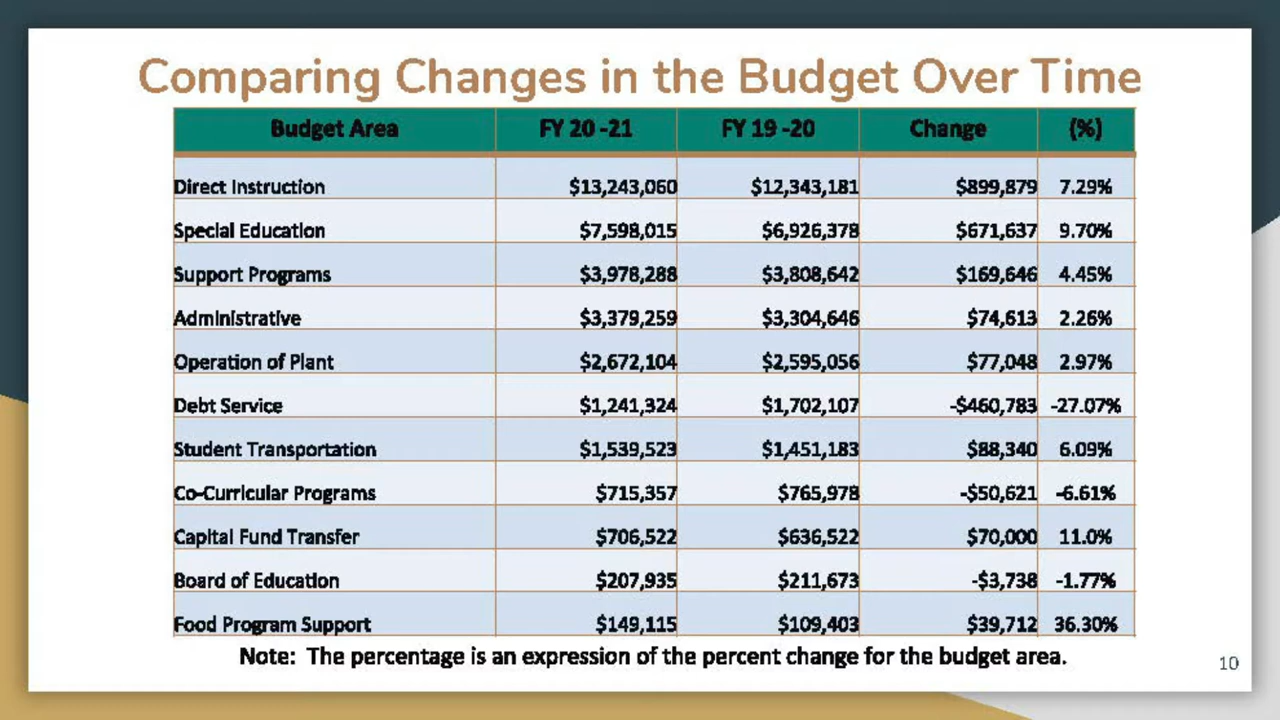 Comparing Changes in the Budget Over Time
Budget Area FY 20 -21 FY 19 -20 Change (%)
Direct Instruction $13,243,060 $12,343,181 $899,879 7.29%
Special Education $7,598,015 $6,926,378 $671,637 9.70%
Support Programs $3,978,288 $3,808,642 $169,646 4.45%
Administrative $3,379,259 $3,304,646 $74,613 2.26%
Operation of Plant $2,672,104 $2,595,056 $77,048 2.97%
Debt Service $1,241,324 $1,702,107 -$460,783 -27.07%
Student Transportation $1,539,523 $1,451,183 $88,340 6.09%
Co-Curricular Programs $715,357 $765,978 -$50,621 -6.61%
Capital Fund Transfer $706,522 $636,522 $70,000 11.0%
Board of Education $207,935 $211,673 -$3,738 -1.77%
Food Program Support $149,115 $109,403 $39,712 36.30%
Note: The percentage is an expression of the percent change for the budget area.
10